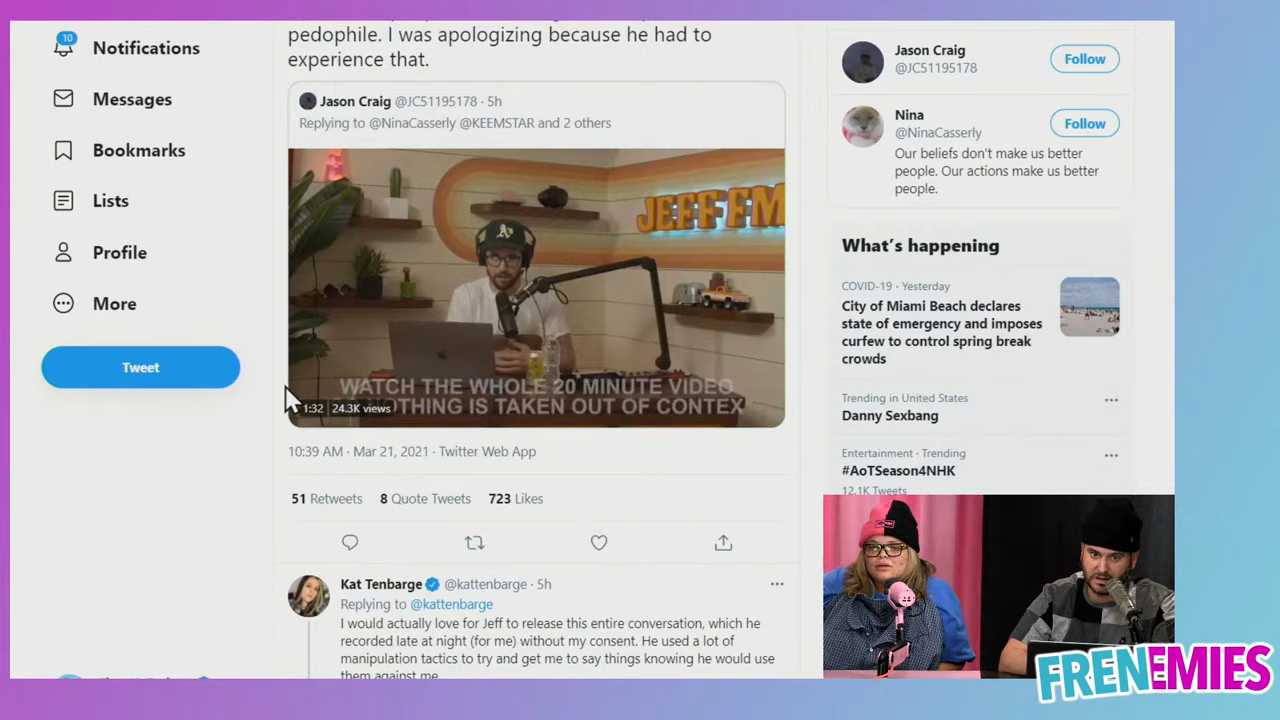 10
Notifications
Messages
Bookmarks
Lists
Profile
More
Tweet
pedophile. I was apologizing because he had to
experience that.
Jason Craig @JC51195178 · 5h
Replying to @NinaCasserly @KEEMSTAR and 2 others
JEFF FM
WATCH THE WHOLE 20 MINUTE VIDEO
NOTHING IS TAKEN OUT OF CONTEX
1:32 24.3K views
10:39 AM · Mar 21, 2021 · Twitter Web App
51 Retweets 8 Quote Tweets 723 Likes
Kat Tenbarge @kattenbarge · 5h
Replying to @kattenbarge
I would actually love for Jeff to release this entire conversation, which he
recorded late at night (for me) without my consent. He used a lot of
manipulation tactics to try and get me to say things knowing he would use
them against me
Jason Craig
@JC51195178
Follow
Nina
@NinaCasserly
Follow
Our beliefs don't make us better
people. Our actions make us better
people.
What's happening
COVID-19 · Yesterday
City of Miami Beach declares
state of emergency and imposes
curfew to control spring break
crowds
Trending in United States
Danny Sexbang
Entertainment · Trending
#AoTSeason4NHK
12.1K Tweets
FRENEMIES